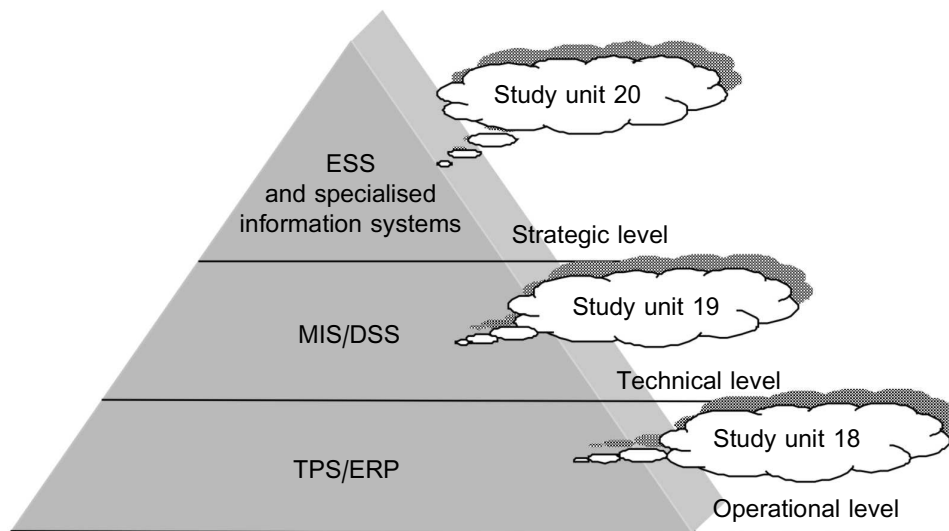 Study unit 20
ESS
and specialised
information systems
Strategic level
Study unit 19
MIS/DSS
Technical level
Study unit 18
TPS/ERP
Operational level